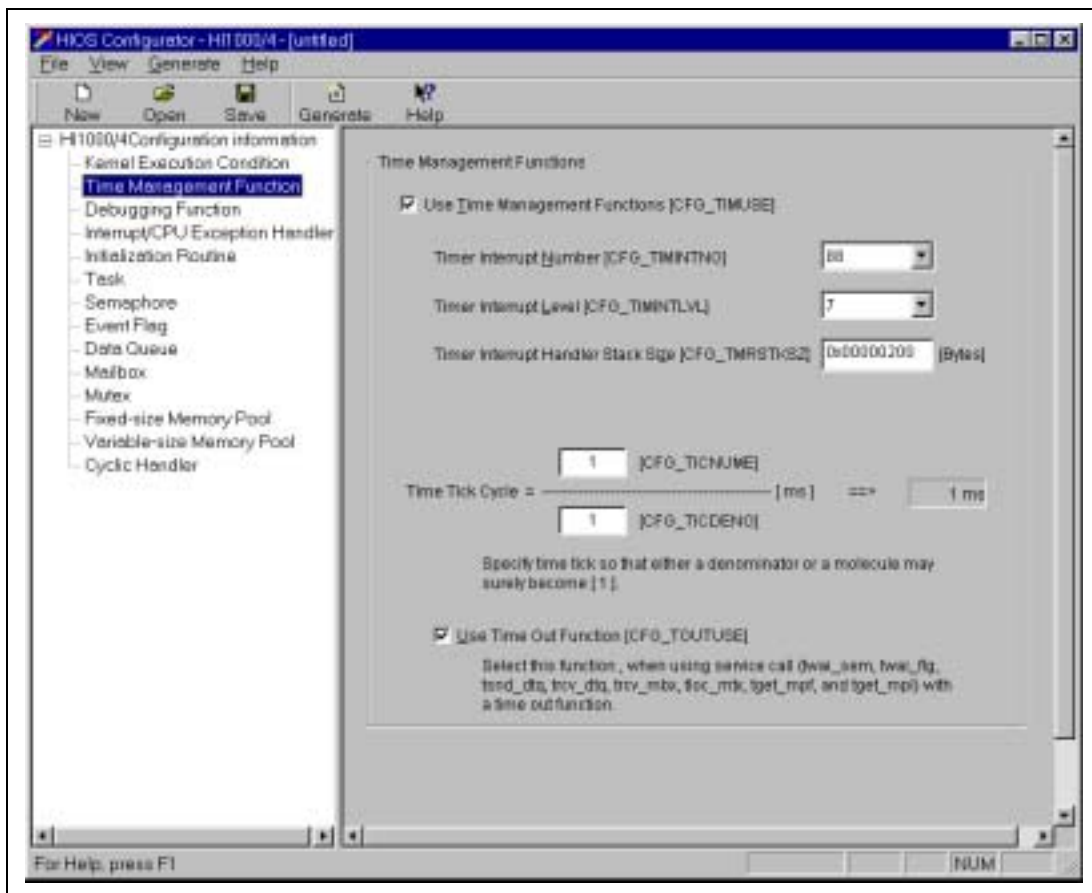 HIOS Configurator - HI1000/4 - [untitled]
File View Generate Help
New Open Save Generate Help
HI1000/4Configuration information
Kernel Execution Condition
Time Management Function
Debugging Function
Interrupt/CPU Exception Handler
Initialization Routine
Task
Semaphore
Event Flag
Data Queue
Mailbox
Mutex
Fixed-size Memory Pool
Variable-size Memory Pool
Cyclic Handler
Time Management Functions
Use Time Management Functions [CFG_TIMUSE]
Timer Interrupt Number [CFG_TIMINTNO] 88
Timer Interrupt Level [CFG_TIMINTLVL] 7
Timer Interrupt Handler Stack Size [CFG_TMRSTKSZ] 0x00000200 [Bytes]
1 [CFG_TICNUME]
Time Tick Cycle = ---------------------------------------- [ ms ] ==> 1 ms
1 [CFG_TICDENO]
Specify time tick so that either a denominator or a molecule may
surely become [ 1 ].
Use Time Out Function [CFG_TOUTUSE]
Select this function , when using service call (twai_sem, twai_flg,
tsnd_dtq, trcv_dtq, trcv_mbx, tloc_mtx, tget_mpf, and tget_mpl) with
a time out function.
For Help, press F1
NUM